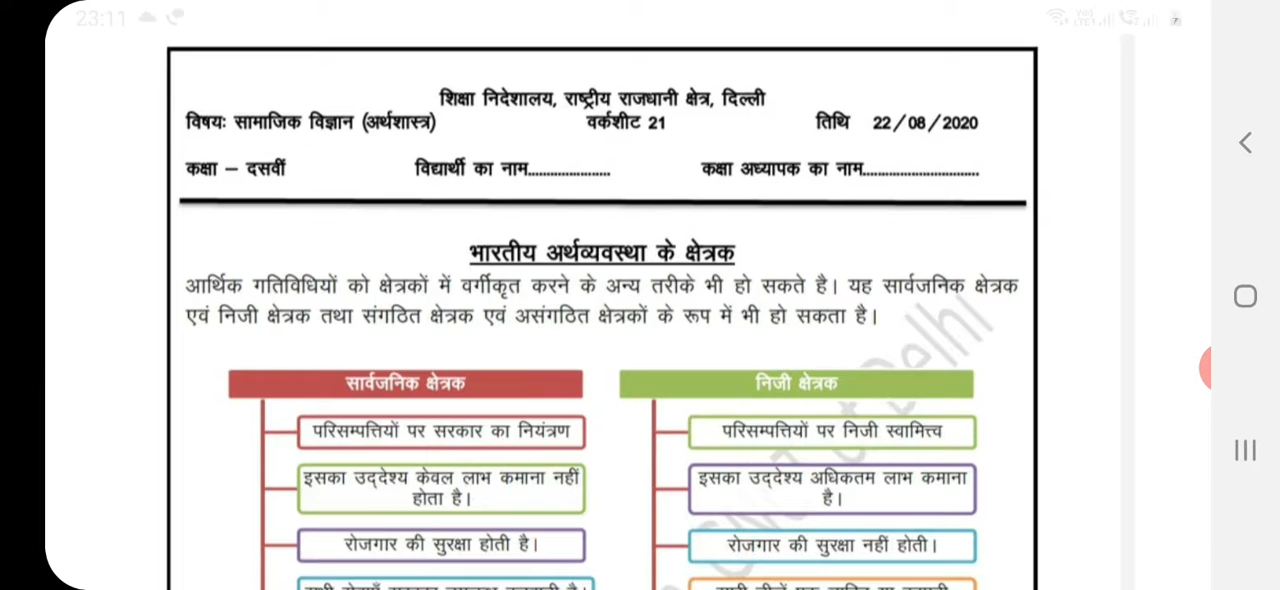 23:11
शिक्षा निदेशालय, राष्ट्रीय राजधानी क्षेत्र, दिल्ली
विषयः सामाजिक विज्ञान (अर्थशास्त्र) वर्कशीट 21 तिथि 22/08/2020
कक्षा – दसवीं विद्यार्थी का नाम...................... कक्षा अध्यापक का नाम...............................
भारतीय अर्थव्यवस्था के क्षेत्रक
आर्थिक गतिविधियों को क्षेत्रकों में वर्गीकृत करने के अन्य तरीके भी हो सकते है। यह सार्वजनिक क्षेत्रक
एवं निजी क्षेत्रक तथा संगठित क्षेत्रक एवं असंगठित क्षेत्रकों के रूप में भी हो सकता है।
सार्वजनिक क्षेत्रक
परिसम्पत्तियों पर सरकार का नियंत्रण
इसका उद्देश्य केवल लाभ कमाना नहीं
होता है।
रोजगार की सुरक्षा होती है।
निजी क्षेत्रक
परिसम्पत्तियों पर निजी स्वामित्त्व
इसका उद्देश्य अधिकतम लाभ कमाना
है।
रोजगार की सुरक्षा नहीं होती।
Delhi